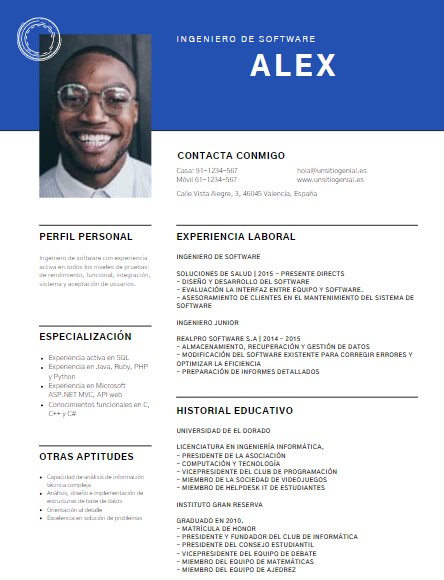 INGENIERO DE SOFTWARE
ALEX
CONTACTA CONMIGO
Casa: 91-1234-567
Móvil 61-1234-567
hola@unsitiogenial.es
www.unsitiogenial.es
Calle Vista Alegre, 3, 46045 Valencia, España
PERFIL PERSONAL
Ingeniero de software con experiencia
activa en todos los niveles de pruebas:
de rendimiento, funcional, integración,
sistema y aceptación de usuarios.
ESPECIALIZACIÓN
• Experiencia activa en SQL
• Experiencia en Java, Ruby, PHP
y Python
• Experiencia en Microsoft
ASP.NET MVC, API web
• Conocimientos funcionales en C,
C++ y C#
OTRAS APTITUDES
• Capacidad de análisis de información
técnica compleja
• Análisis, diseño e implementación de
estructuras de base de datos
• Orientación al detalle
• Excelencia en solución de problemas
EXPERIENCIA LABORAL
INGENIERO DE SOFTWARE
SOLUCIONES DE SALUD | 2015 - PRESENTE DIRECTS
- DISEÑO Y DESARROLLO DEL SOFTWARE
- EVALUACIÓN LA INTERFAZ ENTRE EQUIPO Y SOFTWARE.
- ASESORAMIENTO DE CLIENTES EN EL MANTENIMIENTO DEL SISTEMA DE
SOFTWARE
INGENIERO JUNIOR
REALPRO SOFTWARE S.A | 2014 - 2015
- ALMACENAMIENTO, RECUPERACIÓN Y GESTIÓN DE DATOS
- MODIFICACIÓN DEL SOFTWARE EXISTENTE PARA CORREGIR ERRORES Y
OPTIMIZAR LA EFICIENCIA
- PREPARACIÓN DE INFORMES DETALLADOS
HISTORIAL EDUCATIVO
UNIVERSIDAD DE EL DORADO
LICENCIATURA EN INGENIERÍA INFORMÁTICA,
- PRESIDENTE DE LA ASOCIACIÓN
- COMPUTACIÓN Y TECNOLOGÍA
- VICEPRESIDENTE DEL CLUB DE PROGRAMACIÓN
- MIEMBRO DE LA SOCIEDAD DE VIDEOJUEGOS
- MIEMBRO DE HELPDESK IT DE ESTUDIANTES
INSTITUTO GRAN RESERVA
GRADUADO EN 2010.
- MATRÍCULA DE HONOR
- PRESIDENTE Y FUNDADOR DEL CLUB DE INFORMÁTICA
- PRESIDENTE DEL CONSEJO ESTUDIANTIL
- VICEPRESIDENTE DEL EQUIPO DE DEBATE
- MIEMBRO DEL EQUIPO DE MATEMÁTICAS
- MIEMBRO DEL EQUIPO DE AJEDREZ